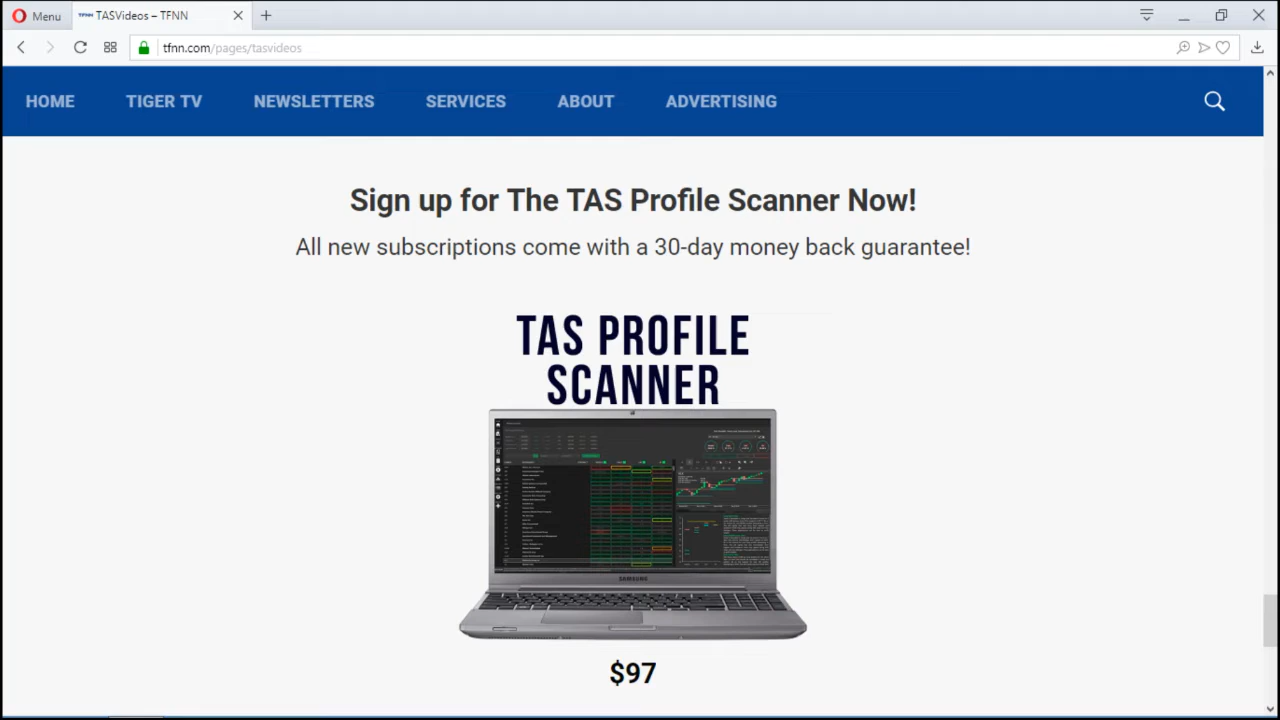 Menu
TFNN TASVideos – TFNN
tfnn.com/pages/tasvideos
HOME TIGER TV NEWSLETTERS SERVICES ABOUT ADVERTISING
Sign up for The TAS Profile Scanner Now!
All new subscriptions come with a 30-day money back guarantee!
TAS PROFILE
SCANNER
SAMSUNG
$97